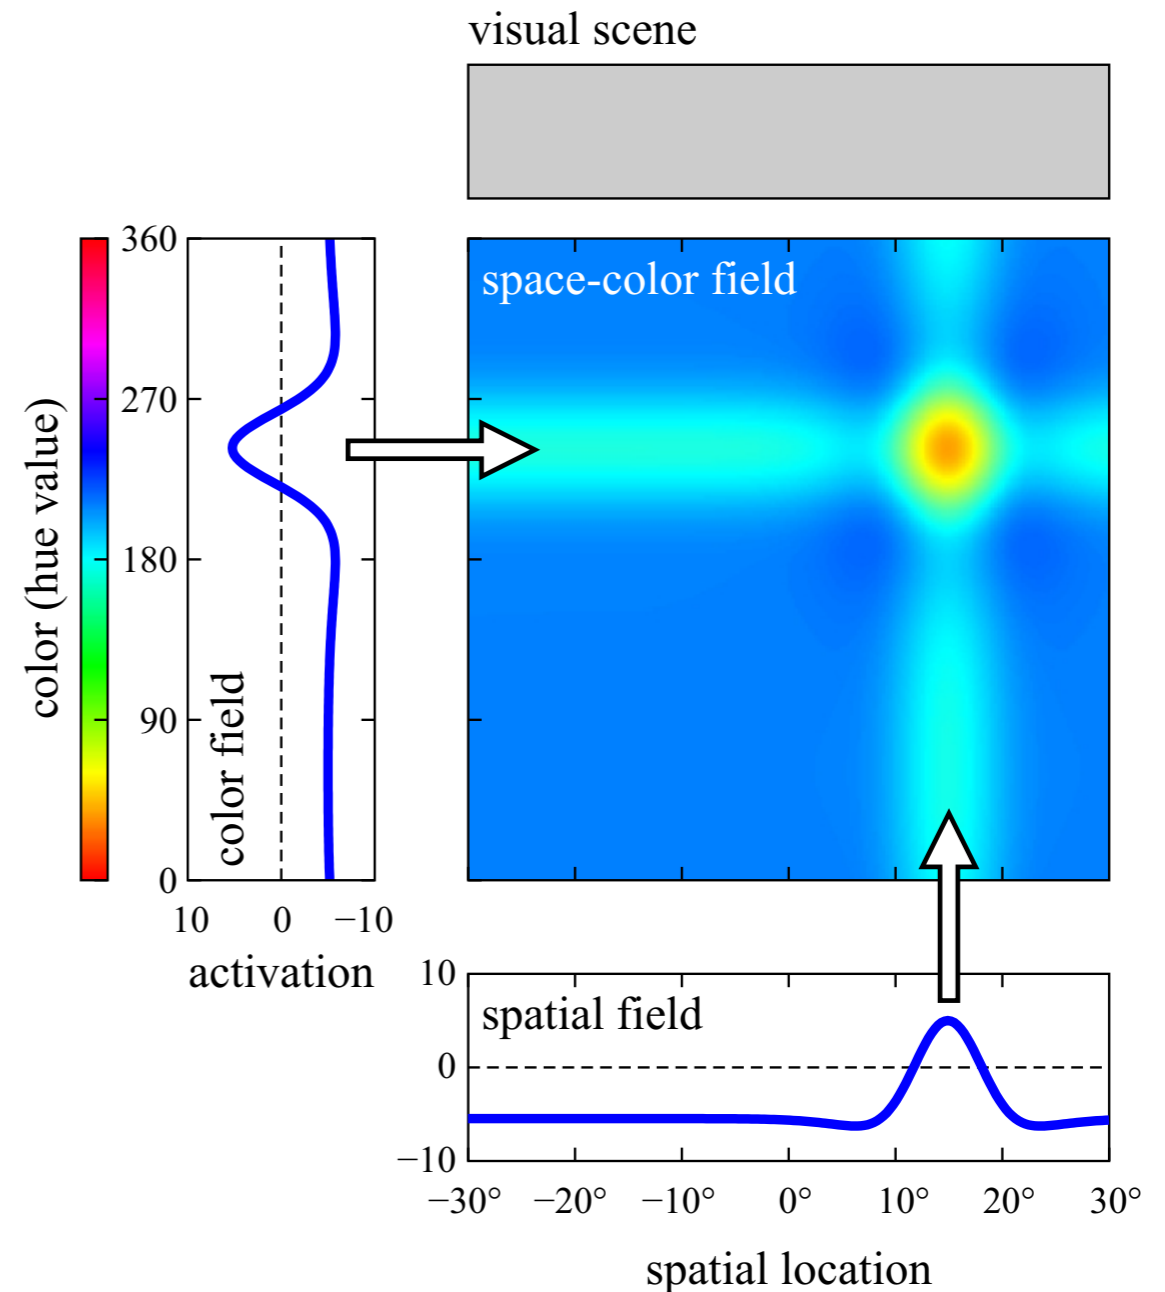 visual scene
space-color field
color (hue value)
360
270
180
90
0
color field
10 0 −10
activation
spatial field
10
0
−10
−30° −20° −10° 0° 10° 20° 30°
spatial location